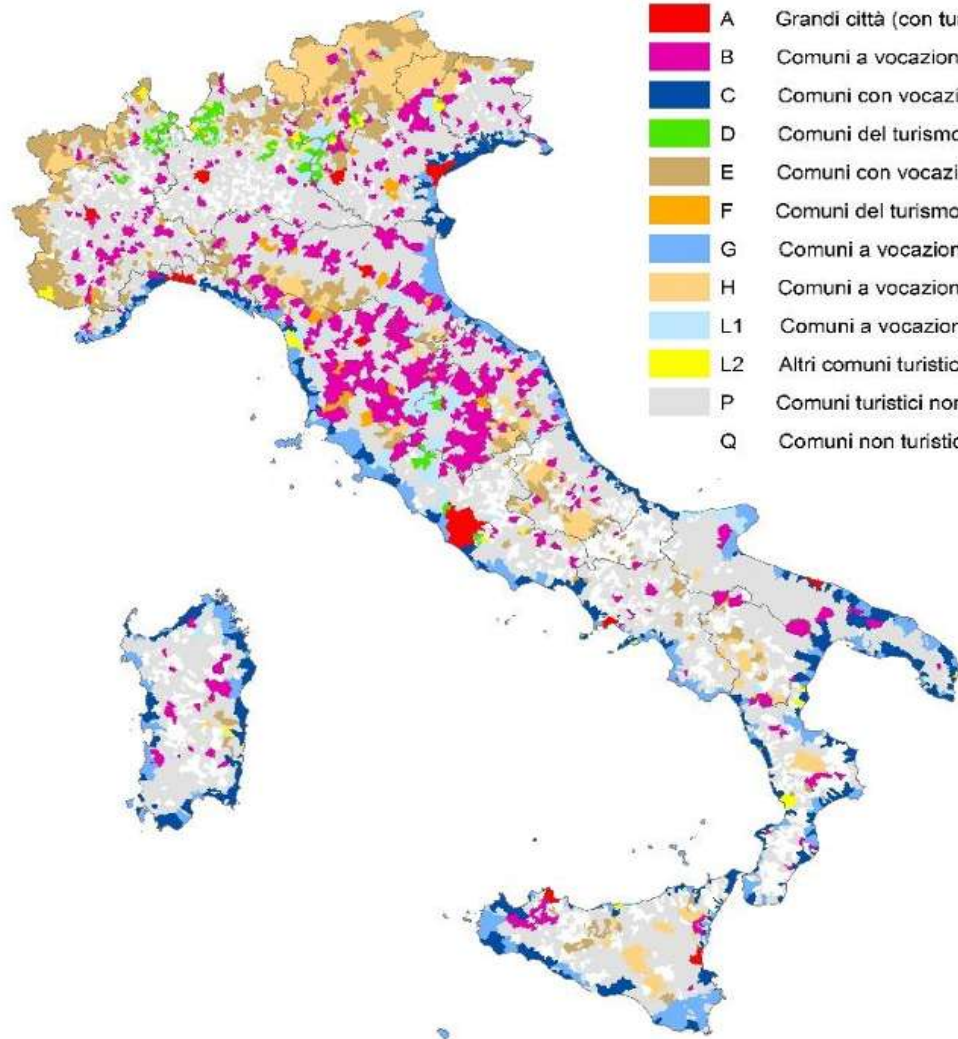 A Grandi città (con tu
B Comuni a vocazion
C Comuni con vocazi
D Comuni del turismo
E Comuni con vocazi
F Comuni del turismo
G Comuni a vocazion
H Comuni a vocazion
L1 Comuni a vocazion
L2 Altri comuni turistic
P Comuni turistici nor
Q Comuni non turistic